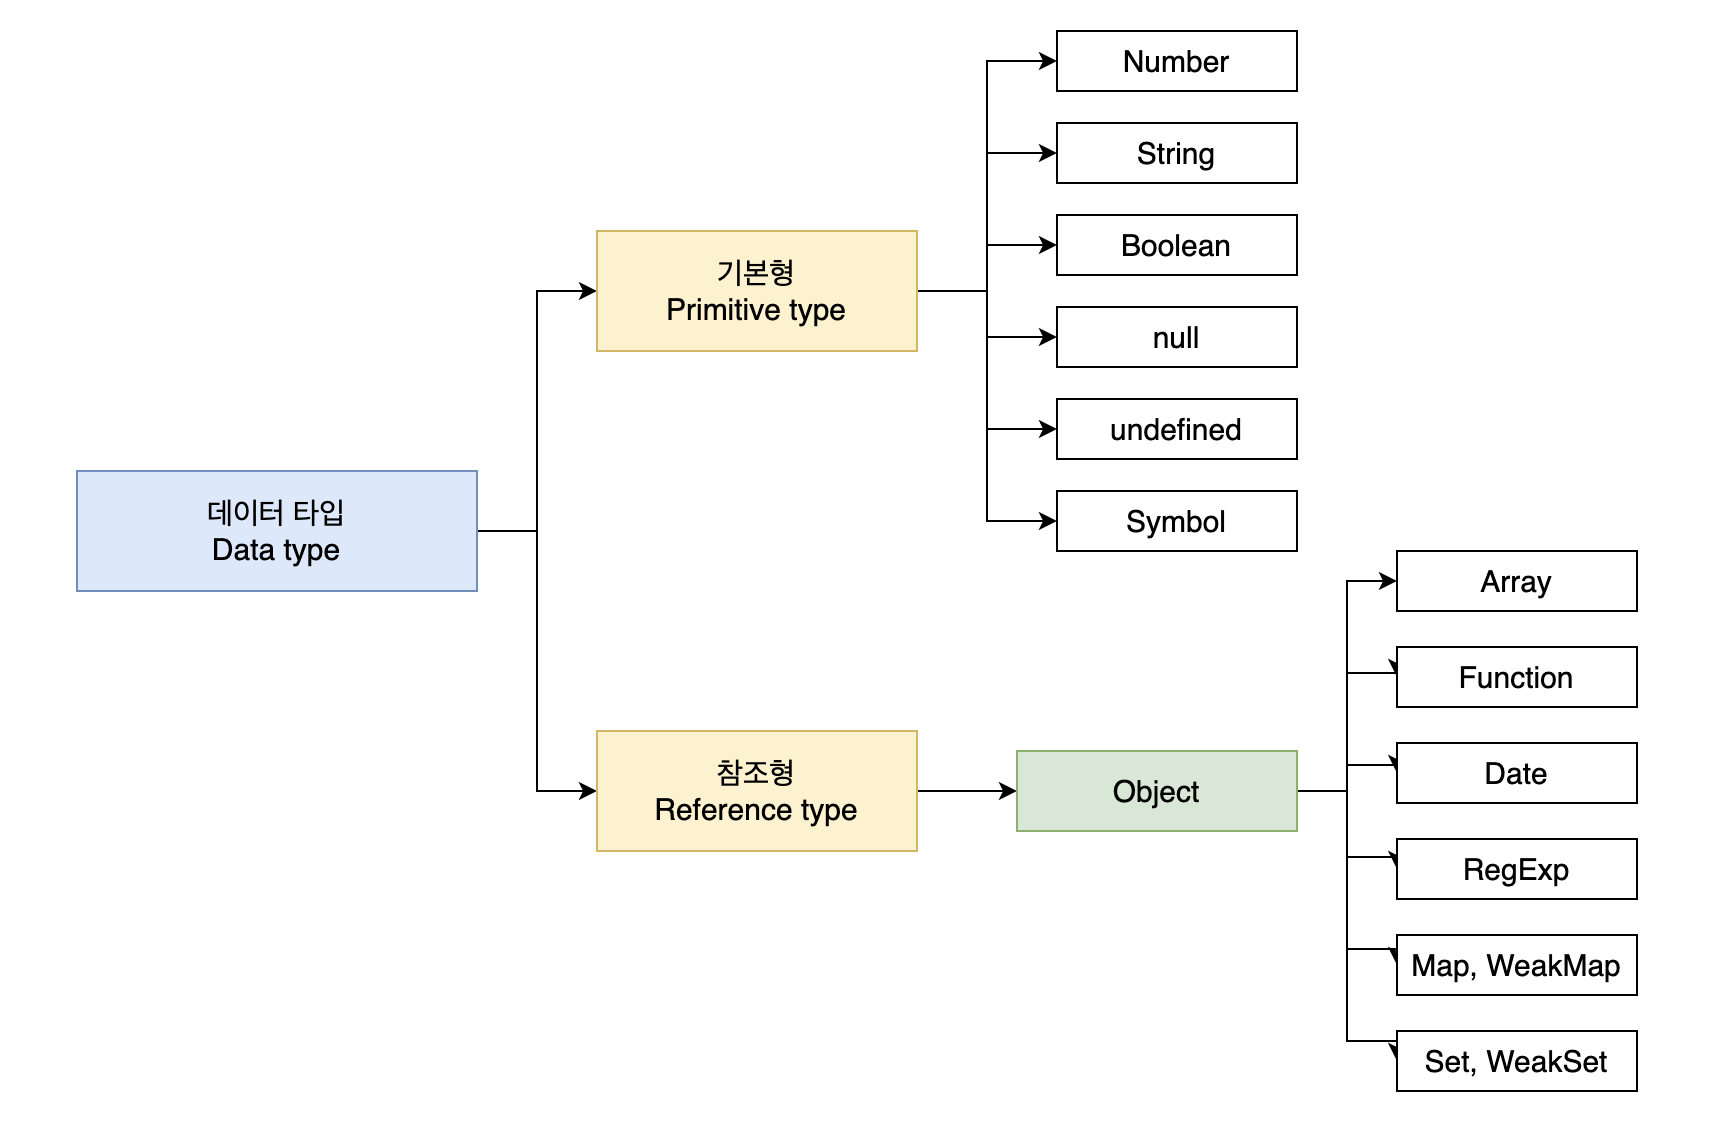 Number
String
Boolean
기본형
Primitive type
null
undefined
데이터 타입
Data type
Symbol
Array
Function
참조형
Reference type
Object
Date
RegExp
Map, WeakMap
Set, WeakSet